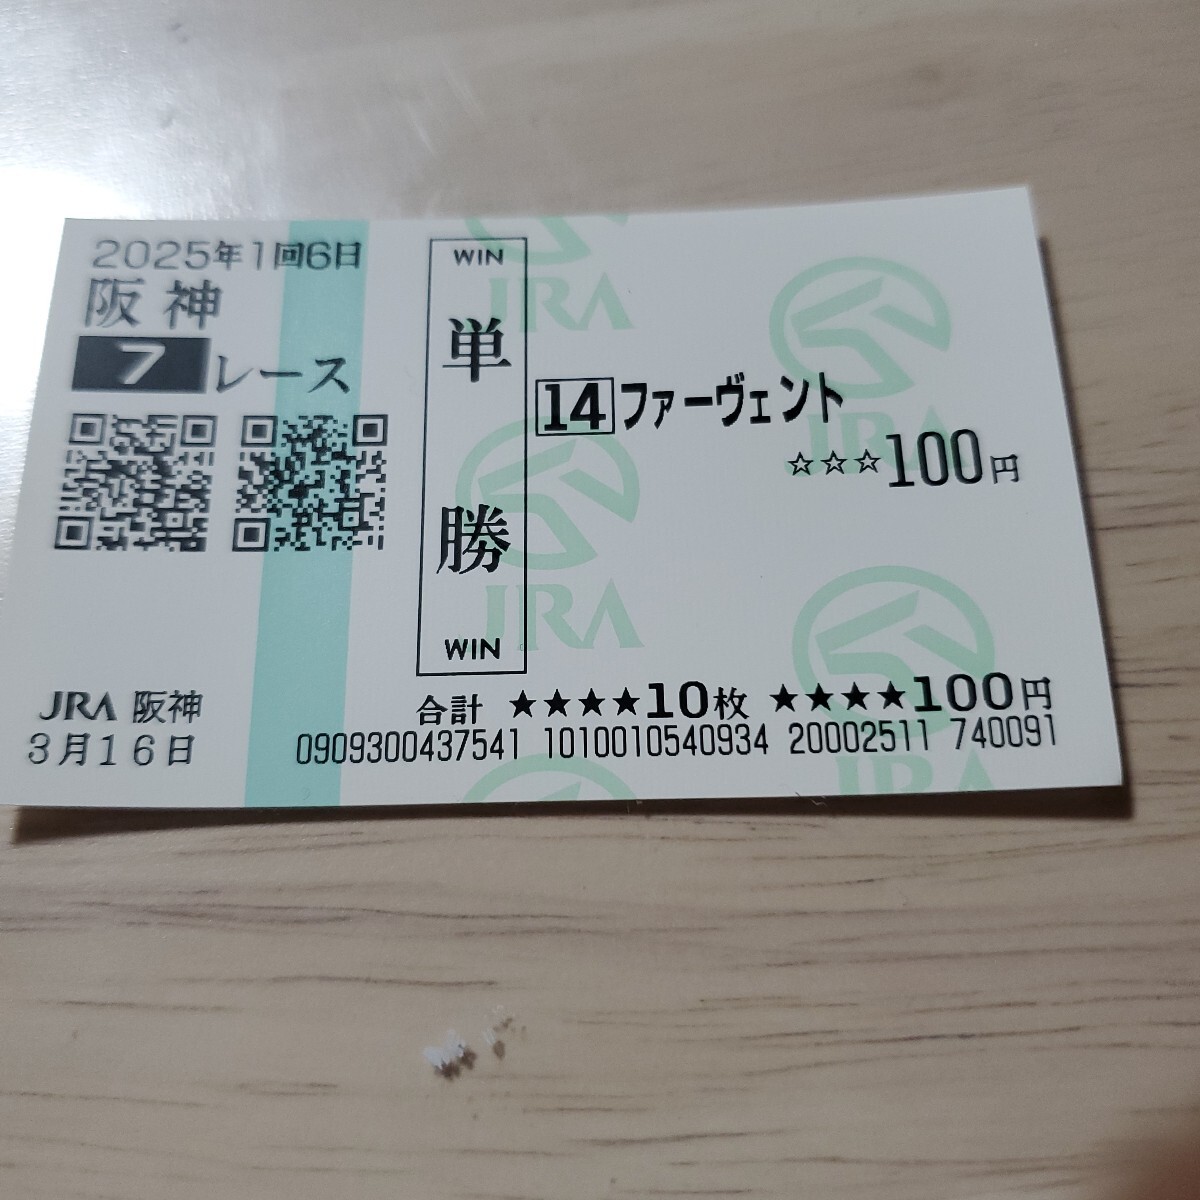 2025年1回6日
阪神
7レース
WIN
単勝
WIN
14ファーヴェント
☆☆☆100円
JRA 阪神
3月16日
合計 ★★★★10枚 ★★★★100円
0909300437541 1010010540934 20002511 740091
JRA
JRA
JRA
JRA